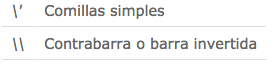 \’ Comillas simples
\\ Contrabarra o barra invertida